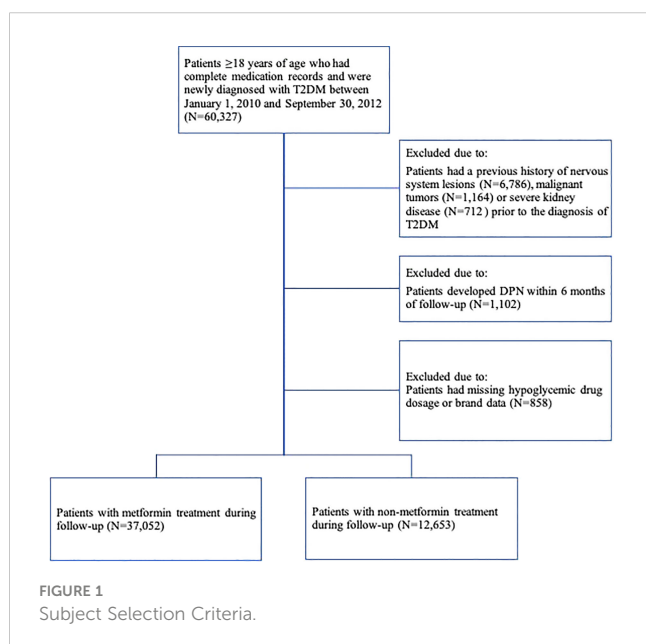 Patients ≥18 years of age who had
complete medication records and were
newly diagnosed with T2DM between
January 1, 2010 and September 30, 2012
(N=60,327)
Excluded due to:
Patients had a previous history of nervous
system lesions (N=6,786), malignant
tumors (N=1,164) or severe kidney
disease (N=712 ) prior to the diagnosis of
T2DM
Excluded due to:
Patients developed DPN within 6 months
of follow-up (N=1,102)
Excluded due to:
Patients had missing hypoglycemic drug
dosage or brand data (N=858)
Patients with metformin treatment during
follow-up (N=37,052)
Patients with non-metformin treatment
during follow-up (N=12,653)
FIGURE 1
Subject Selection Criteria.